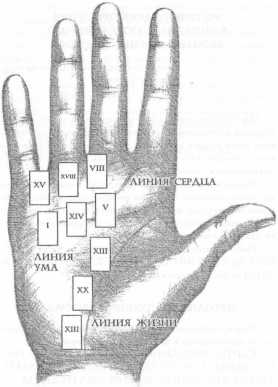 VIII
XVIII
XV
ЛИНИЯ СЕРДЦА
V
XIV
I
ЛИНИЯ
УМА
XIII
XX
XIII
ЛИНИЯ ЖИЗНИ